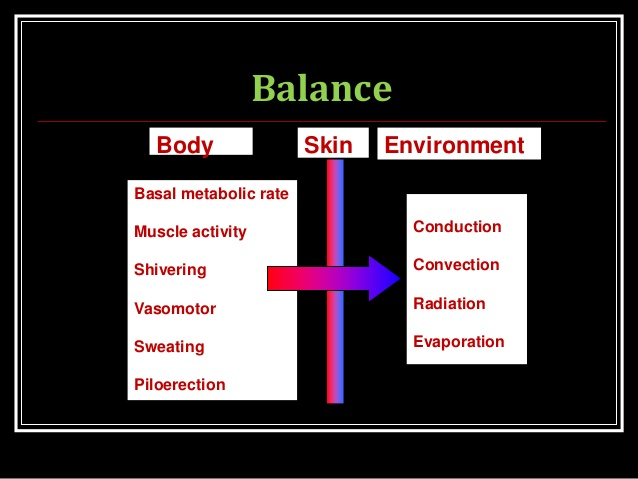 Balance
Body
Skin
Environment
Basal metabolic rate
Muscle activity
Shivering
Vasomotor
Sweating
Piloerection
Conduction
Convection
Radiation
Evaporation